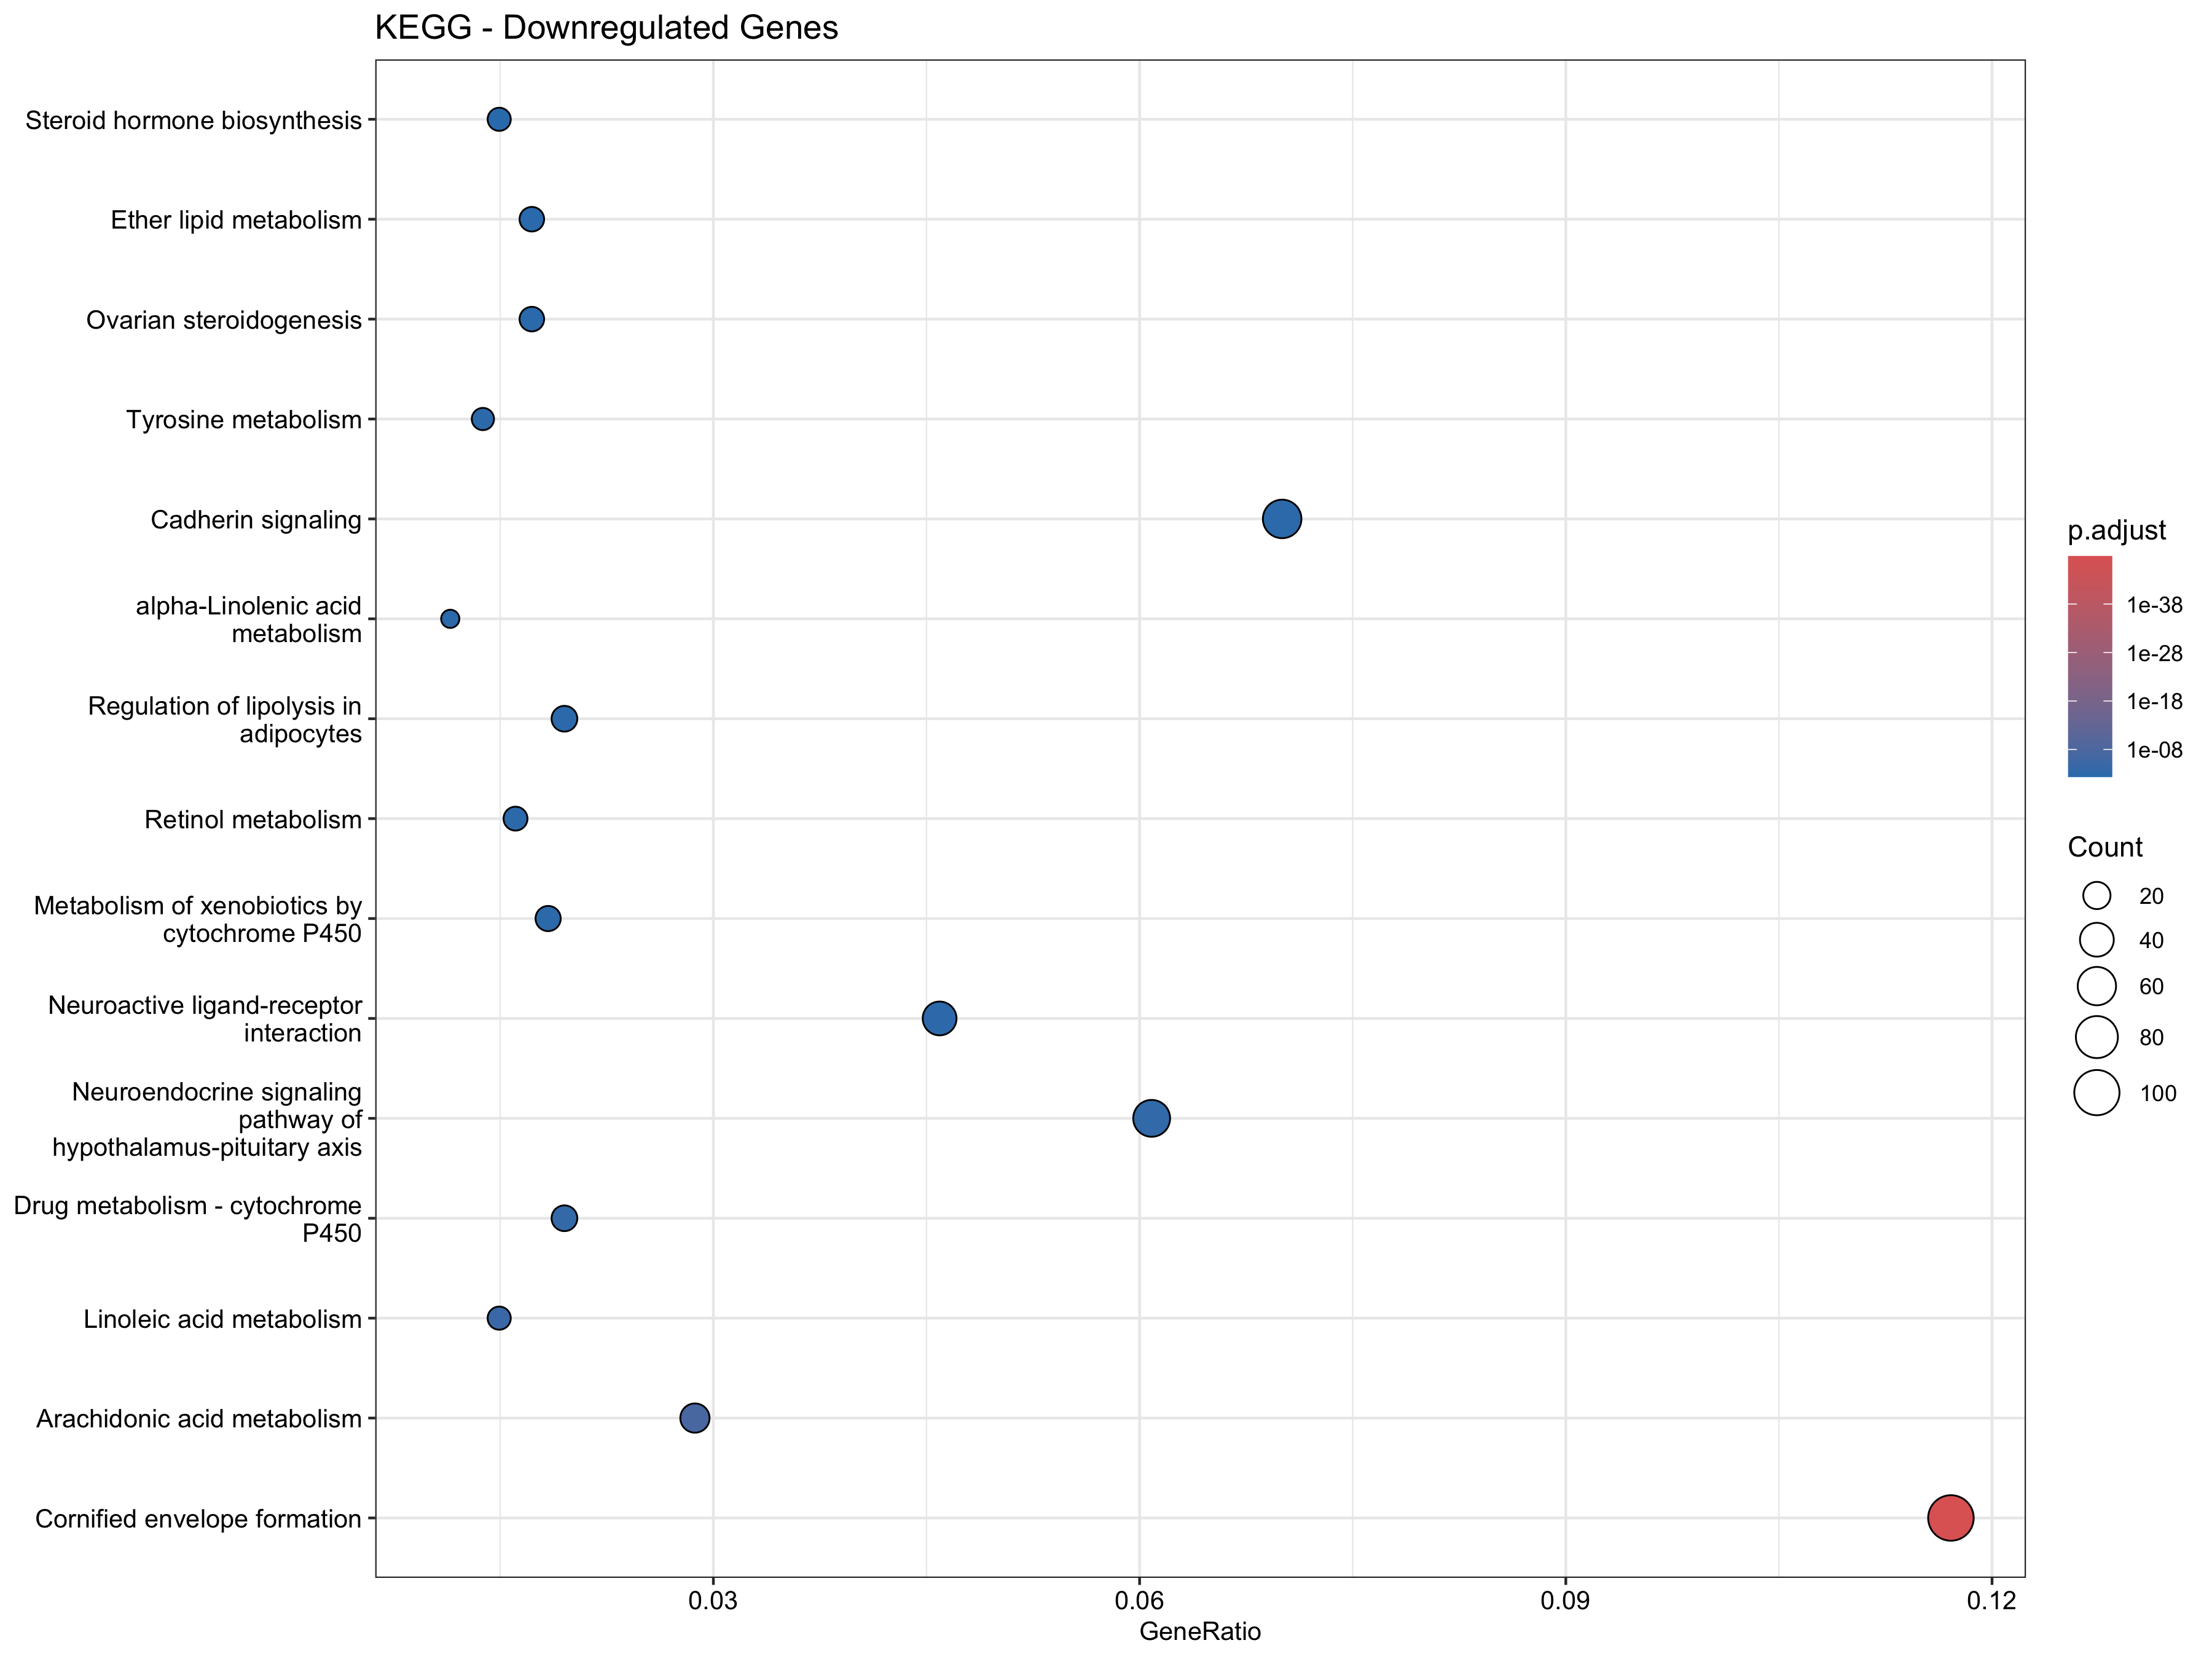 KEGG - Downregulated Genes
Steroid hormone biosynthesis
Ether lipid metabolism
Ovarian steroidogenesis
Tyrosine metabolism
Cadherin signaling
alpha-Linolenic acid
metabolism
Regulation of lipolysis in
adipocytes
Retinol metabolism
Metabolism of xenobiotics by
cytochrome P450
Neuroactive ligand-receptor
interaction
Neuroendocrine signaling
pathway of
hypothalamus-pituitary axis
Drug metabolism - cytochrome
P450
Linoleic acid metabolism
Arachidonic acid metabolism
Cornified envelope formation
0.03
0.06
0.09
0.12
GeneRatio
p.adjust
1e-38
1e-28
1e-18
1e-08
Count
20
40
60
80
100